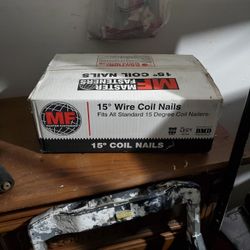 MF
MASTER
FASTENERS
15° COIL NAILS
MF
15° Wire Coil Nails
Fits All Standard 15 Degree Coil Nailers
15° COIL NAILS